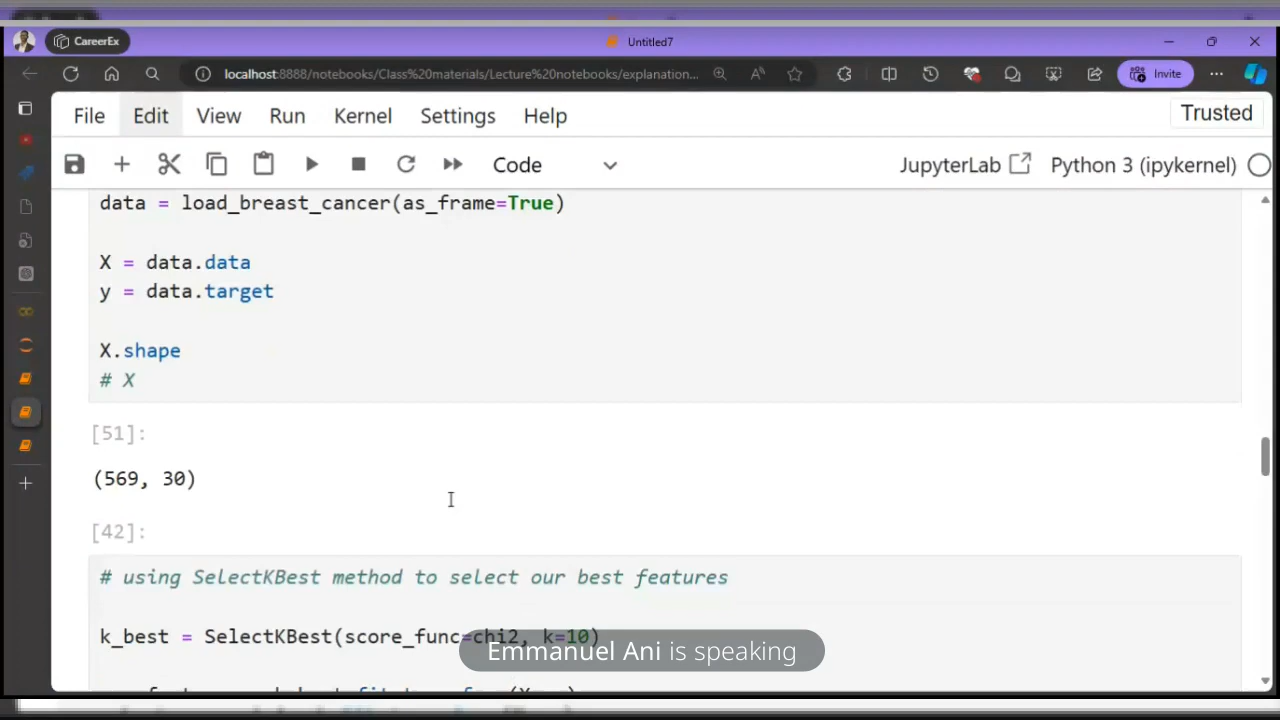 CareerEx
Untitled7
localhost:8888/notebooks/Class%20materials/Lecture%20notebooks/explanation...
Invite
File Edit View Run Kernel Settings Help
Trusted
Code
JupyterLab
Python 3 (ipykernel)
data = load_breast_cancer(as_frame=True)
X = data.data
y = data.target
X.shape
# X
[51]:
(569, 30)
[42]:
# using SelectKBest method to select our best features
k_best = SelectKBest(score_func=chi2, k=10)
Emmanuel Ani is speaking